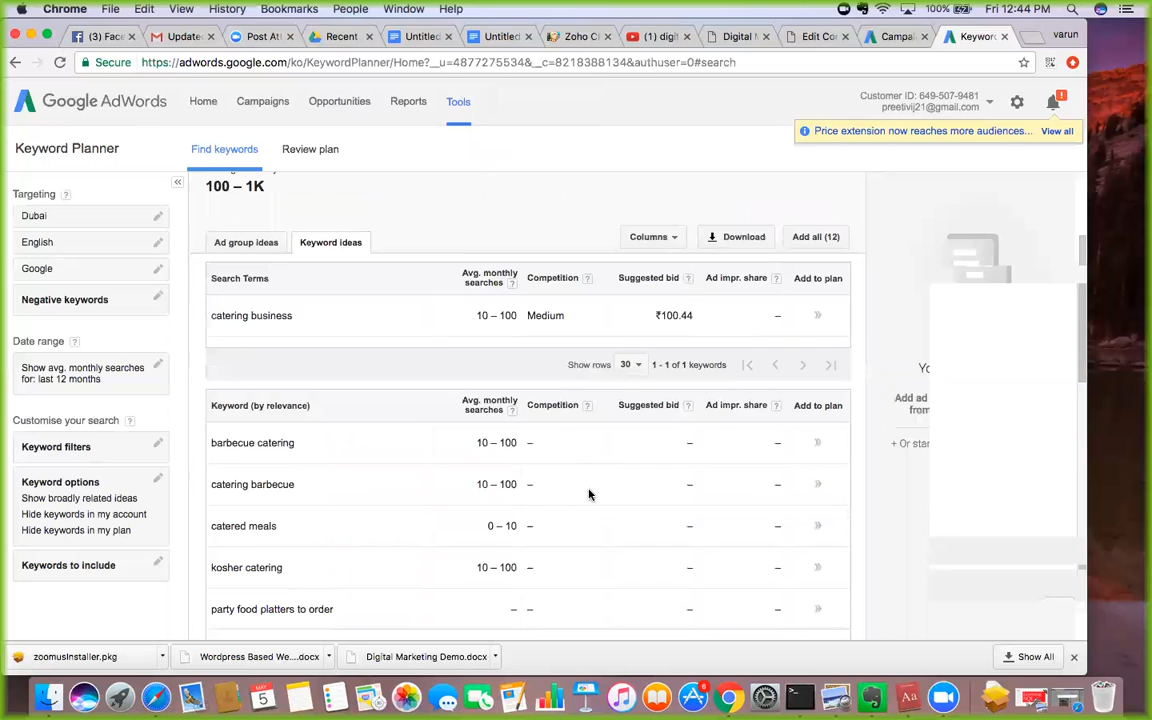 Chrome File Edit View History Bookmarks People Window Help 100% Fri 12:44 PM
(3) Face
Update
Post Att
Recent
Untitled
Untitled
Zoho C
(1) digit
Digital M
Edit Con
Campai
Keywor
varun
Secure https://adwords.google.com/ko/KeywordPlanner/Home?__u=4877275534&__c=8218388134&authuser=0#search
Google AdWords Home Campaigns Opportunities Reports Tools
Customer ID: 649-507-9481
preetivij21@gmail.com
!
Price extension now reaches more audiences... View all
Keyword Planner Find keywords Review plan
Targeting ?
Dubai
English
Google
Negative keywords
Date range ?
Show avg. monthly searches
for: last 12 months
Customise your search ?
Keyword filters
Keyword options
Show broadly related ideas
Hide keywords in my account
Hide keywords in my plan
Keywords to include
100 – 1K
Ad group ideas Keyword ideas Columns Download Add all (12)
Search Terms Avg. monthly searches ? Competition ? Suggested bid ? Ad impr. share ? Add to plan
catering business 10 – 100 Medium ₹100.44 – »
Show rows 30 1 - 1 of 1 keywords
Keyword (by relevance) Avg. monthly searches ? Competition ? Suggested bid ? Ad impr. share ? Add to plan
barbecue catering 10 – 100 – – – »
catering barbecue 10 – 100 – – – »
catered meals 0 – 10 – – – »
kosher catering 10 – 100 – – – »
party food platters to order – – – – »
Ad
from
+ Or star
zoomusInstaller.pkg
Wordpress Based We....docx
Digital Marketing Demo.docx
Show All
MAY
5